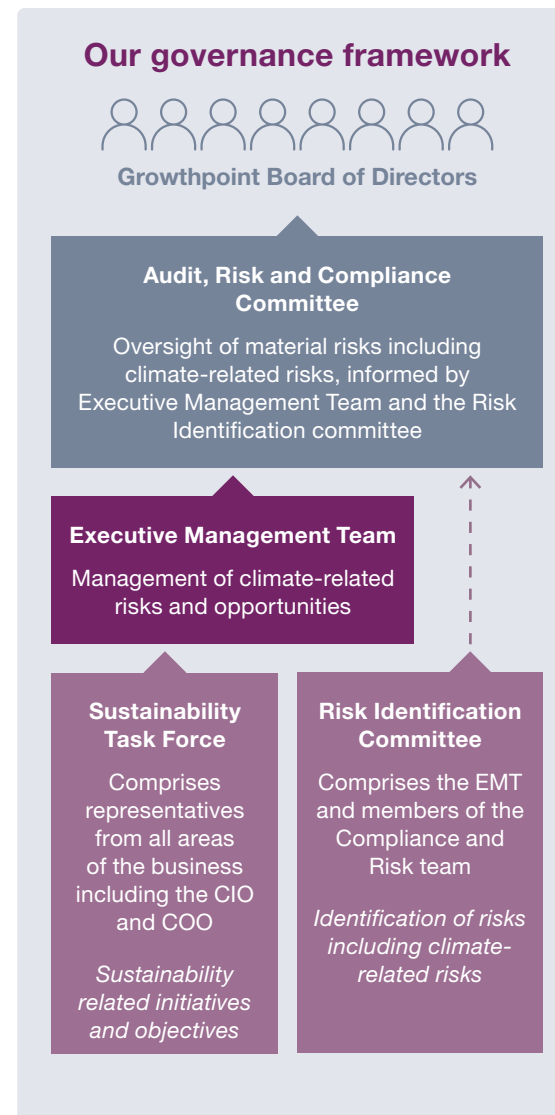 Our governance framework
Growthpoint Board of Directors
Audit, Risk and Compliance
Committee
Oversight of material risks including
climate-related risks, informed by
Executive Management Team and the Risk
Identification committee
Executive Management Team
Management of climate-related
risks and opportunities
Sustainability
Task Force
Comprises
representatives
from all areas
of the business
including the CIO
and COO
Sustainability
related initiatives
and objectives
Risk Identification
Committee
Comprises the EMT
and members of the
Compliance and
Risk team
Identification of risks
including climate-
related risks